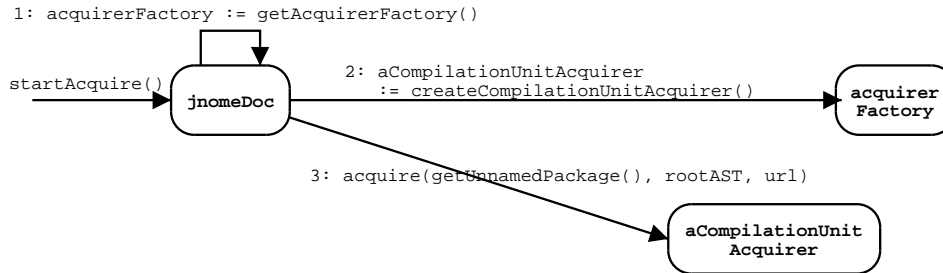 1: acquirerFactory := getAcquirerFactory()
startAcquire()
jnomeDoc
2: aCompilationUnitAcquirer
:= createCompilationUnitAcquirer()
acquirer
Factory
3: acquire(getUnnamedPackage(), rootAST, url)
aCompilationUnit
Acquirer